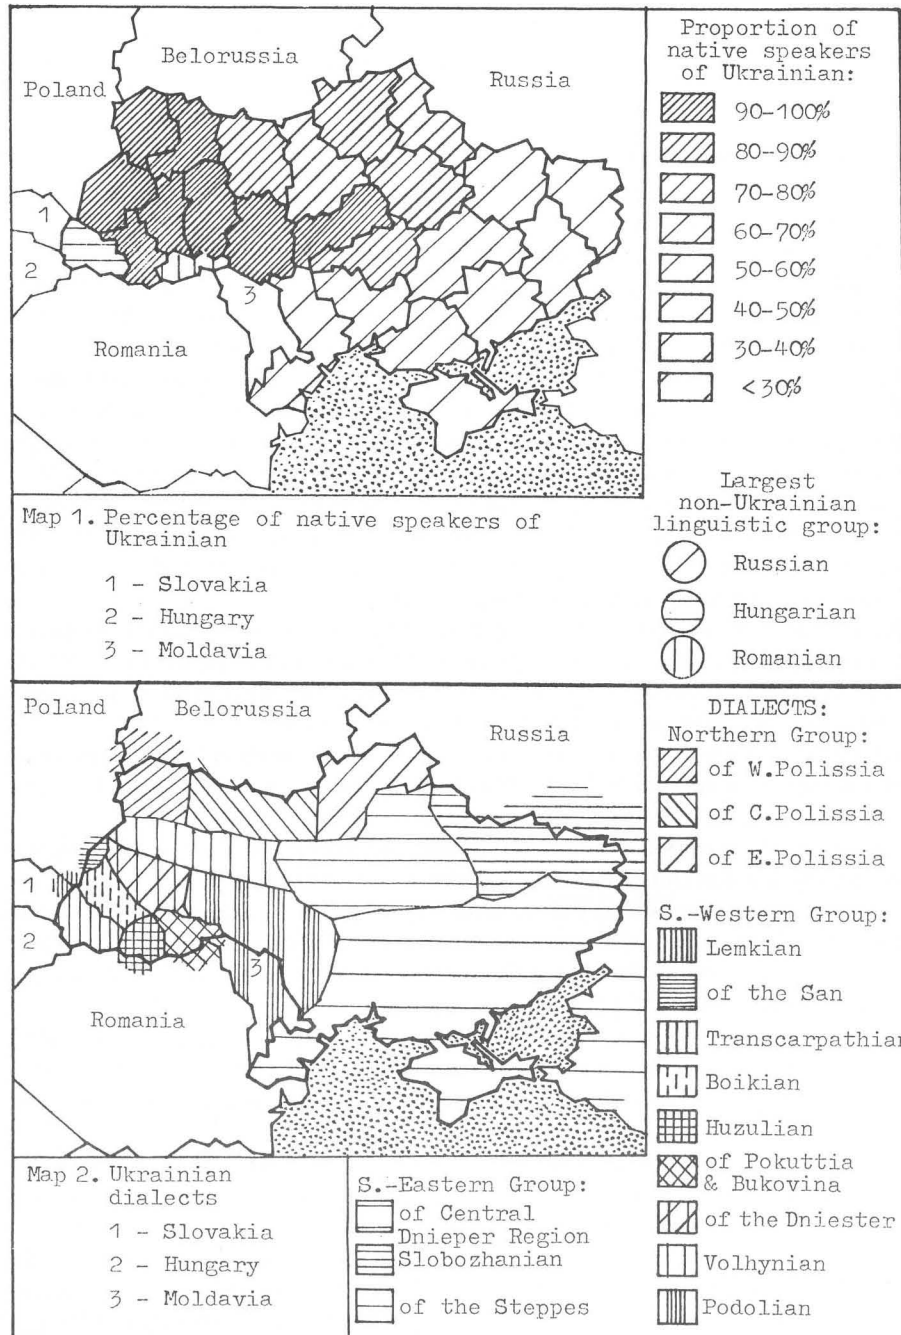 Poland
Belorussia
Russia
1
2
3
Romania
Proportion of
native speakers
of Ukrainian:
90-100%
80-90%
70-80%
60-70%
50-60%
40-50%
30-40%
<30%
Map 1. Percentage of native speakers of
Ukrainian
1 - Slovakia
2 - Hungary
3 - Moldavia
Largest
non-Ukrainian
linguistic group:
Russian
Hungarian
Romanian
Poland
Belorussia
Russia
1
2
3
Romania
DIALECTS:
Northern Group:
of W.Polissia
of C.Polissia
of E.Polissia
S.-Western Group:
Lemkian
of the San
Transcarpathian
Boikian
Huzulian
of Pokuttia
& Bukovina
of the Dniester
Volhynian
Podolian
Map 2. Ukrainian
dialects
1 - Slovakia
2 - Hungary
3 - Moldavia
S.-Eastern Group:
of Central
Dnieper Region
Slobozhanian
of the Steppes